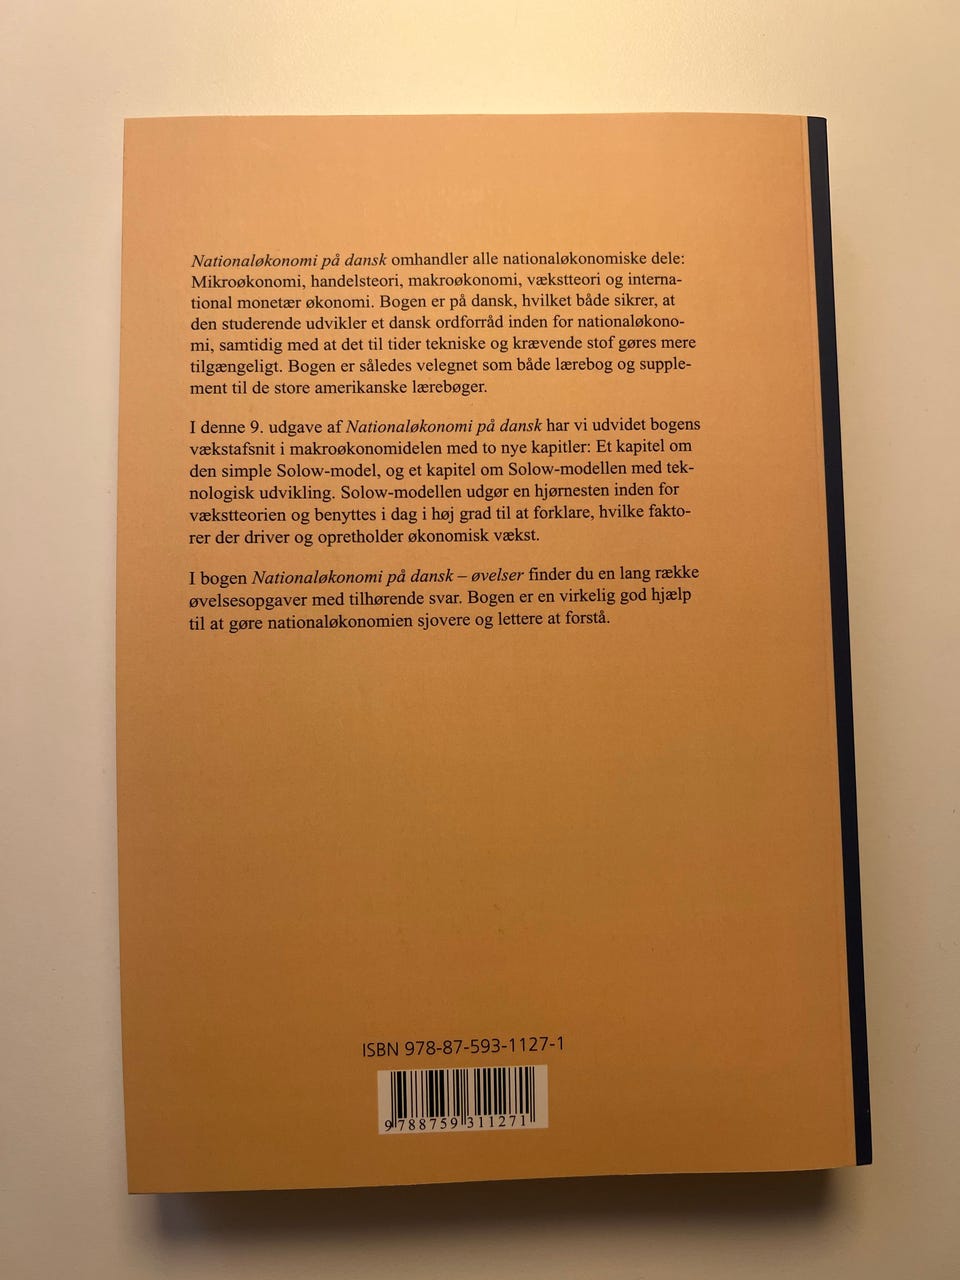 Nationaløkonomi på dansk omhandler alle nationaløkonomiske dele:
Mikroøkonomi, handelsteori, makroøkonomi, vækstteori og interna-
tional monetær økonomi. Bogen er på dansk, hvilket både sikrer, at
den studerende udvikler et dansk ordforråd inden for nationaløkono-
mi, samtidig med at det til tider tekniske og krævende stof gøres mere
tilgængeligt. Bogen er således velegnet som både lærebog og supple-
ment til de store amerikanske lærebøger.
I denne 9. udgave af Nationaløkonomi på dansk har vi udvidet bogens
vækstafsnit i makroøkonomidelen med to nye kapitler: Et kapitel om
den simple Solow-model, og et kapitel om Solow-modellen med tek-
nologisk udvikling. Solow-modellen udgør en hjørnesten inden for
vækstteorien og benyttes i dag i høj grad til at forklare, hvilke fakto-
rer der driver og opretholder økonomisk vækst.
I bogen Nationaløkonomi på dansk – øvelser finder du en lang række
øvelsesopgaver med tilhørende svar. Bogen er en virkelig god hjælp
til at gøre nationaløkonomien sjovere og lettere at forstå.
ISBN 978-87-593-1127-1
9 788759 311271